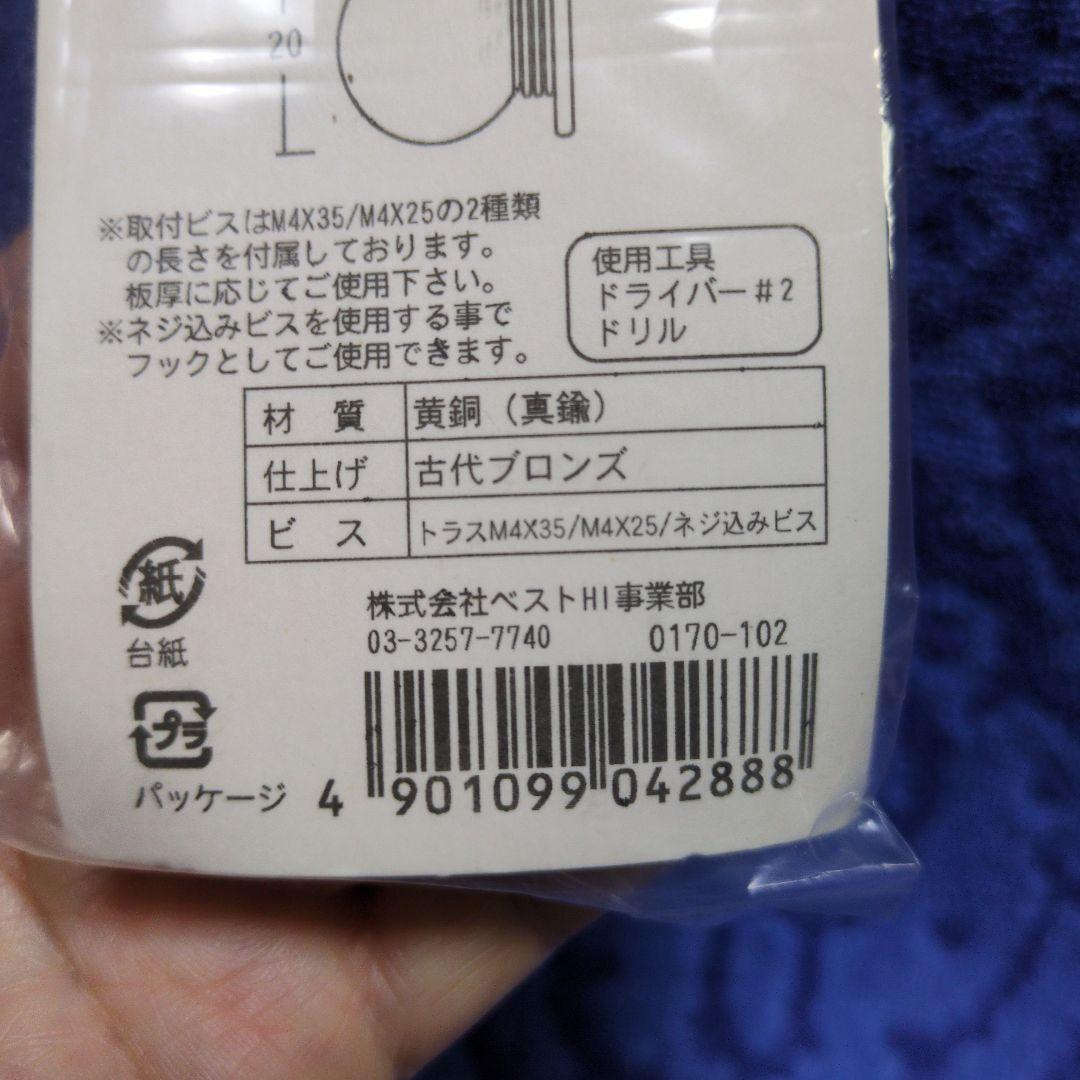 20
※取付ビスはM4X35/M4X25の2種類
の長さを付属しております。
板厚に応じてご使用下さい。
※ネジ込みビスを使用する事で
フックとしてご使用できます。
使用工具
ドライバー#2
ドリル
材 質 黄銅（真鍮）
仕上げ 古代ブロンズ
ビ ス トラスM4X35/M4X25/ネジ込みビス
紙
台紙
プラ
パッケージ
株式会社ベストHI事業部
03-3257-7740 0170-102
4 901099 042888